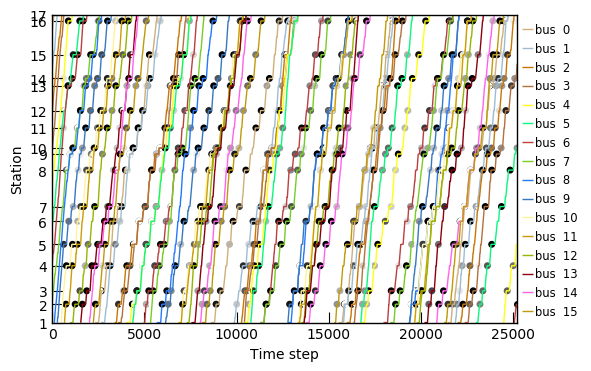 17
16
15
14
13
12
11
10
9
8
7
6
5
4
3
2
1
Station
0 5000 10000 15000 20000 25000
Time step
bus 0
bus 1
bus 2
bus 3
bus 4
bus 5
bus 6
bus 7
bus 8
bus 9
bus 10
bus 11
bus 12
bus 13
bus 14
bus 15